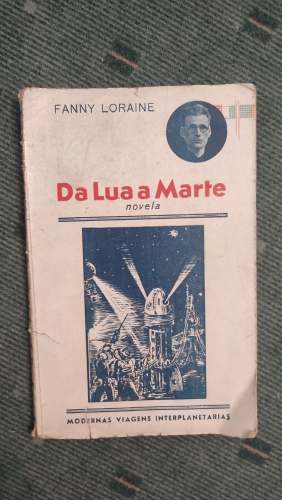 FANNY LORAINE
Da Lua a Marte
novela
MODERNAS VIAGENS INTERPLANETARIAS